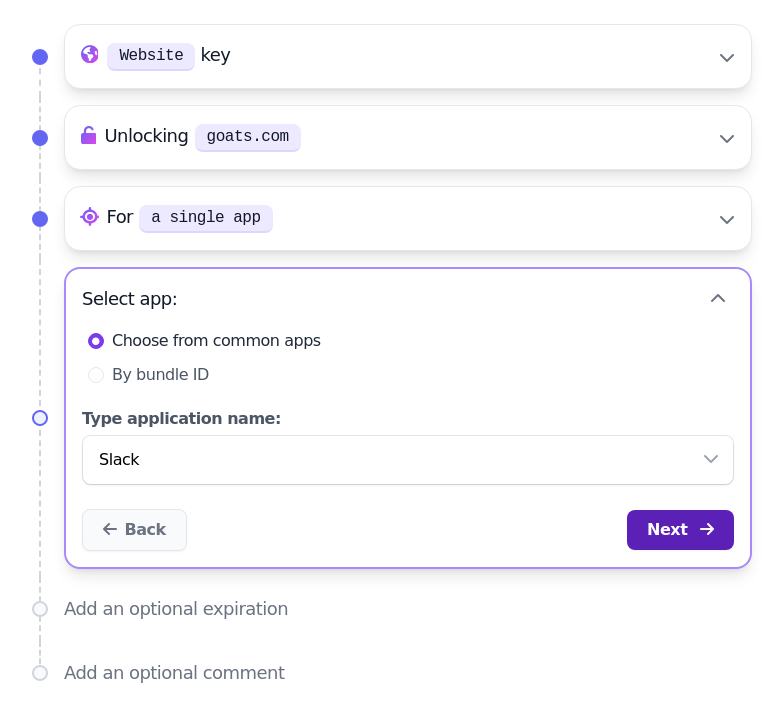 Website key
Unlocking goats.com
For a single app
Select app:
Choose from common apps
By bundle ID
Type application name:
Slack
← Back
Next →
Add an optional expiration
Add an optional comment